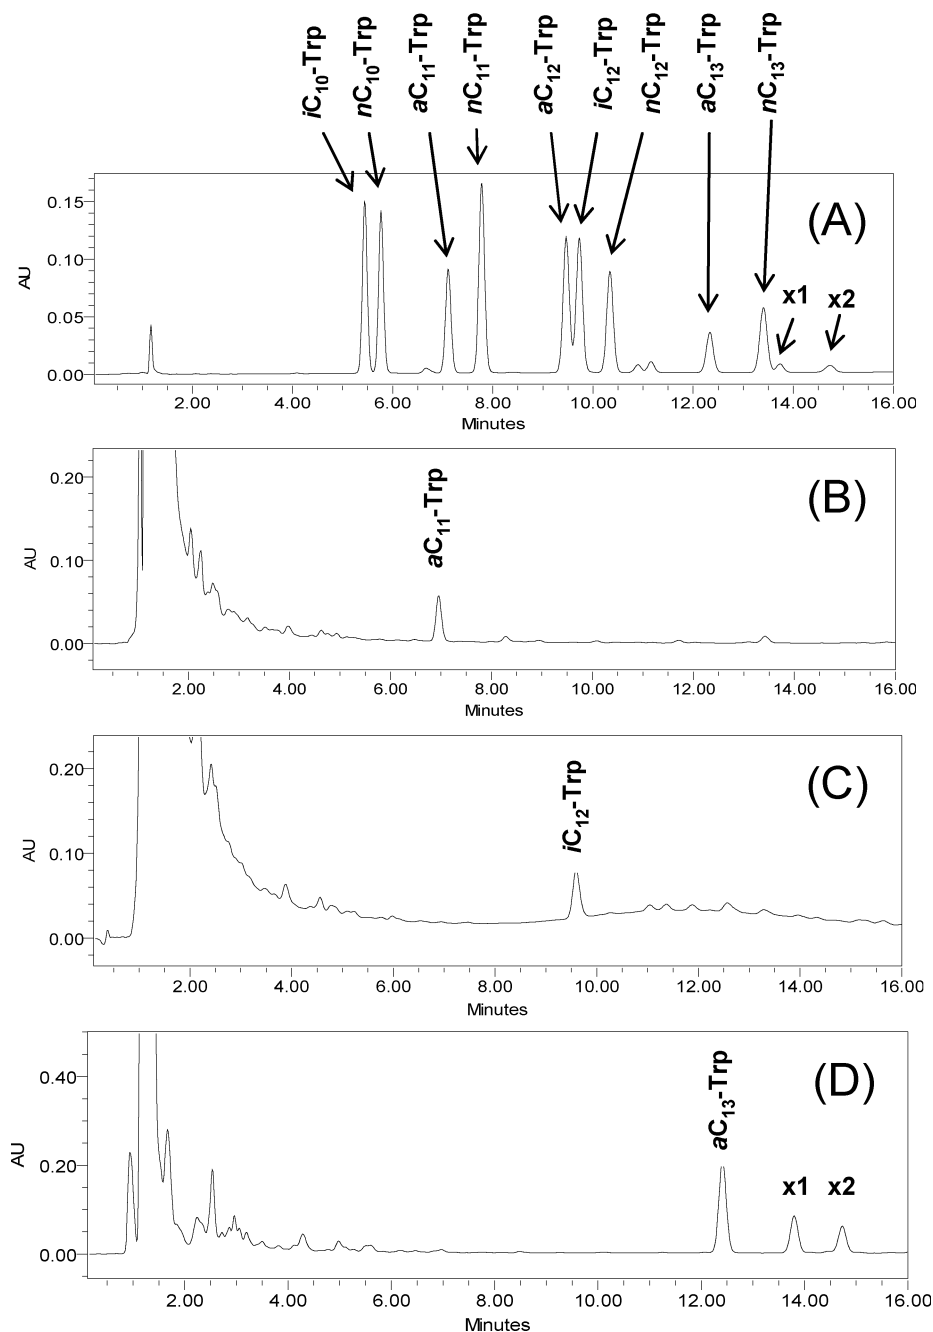 iC10-Trp
nC10-Trp
aC11-Trp
nC11-Trp
aC12-Trp
iC12-Trp
nC12-Trp
aC13-Trp
nC13-Trp
(A)
x1
x2
0.15
0.10
0.05
0.00
AU
2.00 4.00 6.00 8.00 10.00 12.00 14.00 16.00
Minutes
aC11-Trp
(B)
0.20
0.10
0.00
AU
2.00 4.00 6.00 8.00 10.00 12.00 14.00 16.00
Minutes
iC12-Trp
(C)
0.20
0.10
0.00
AU
2.00 4.00 6.00 8.00 10.00 12.00 14.00 16.00
Minutes
aC13-Trp
(D)
x1
x2
0.40
0.20
0.00
AU
2.00 4.00 6.00 8.00 10.00 12.00 14.00 16.00
Minutes